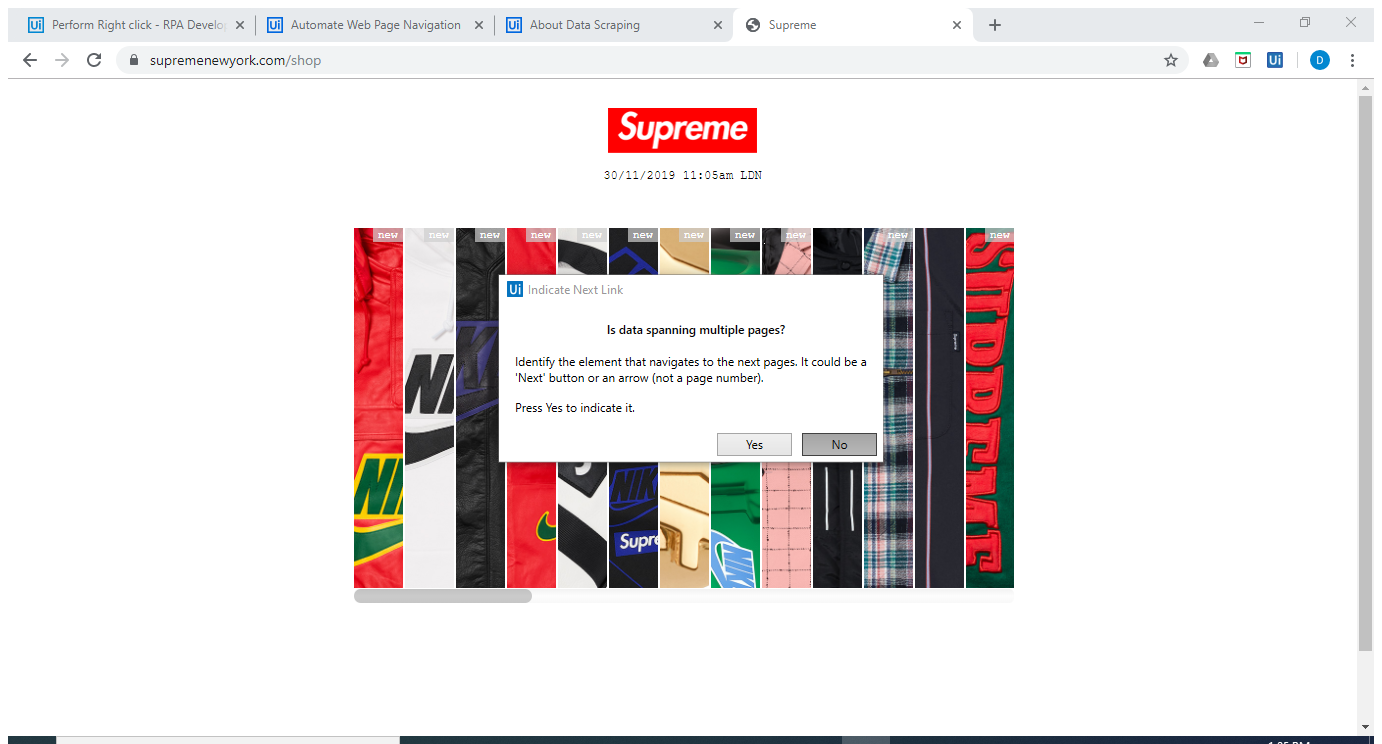 Perform Right click - RPA Develop
Automate Web Page Navigation
About Data Scraping
Supreme
supremenewyork.com/shop
Ui
D
Supreme
30/11/2019 11:05am LDN
new new new new new new new new new new new
Ui Indicate Next Link
Is data spanning multiple pages?
Identify the element that navigates to the next pages. It could be a
'Next' button or an arrow (not a page number).
Press Yes to indicate it.
Yes No